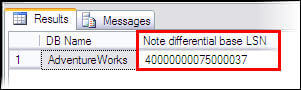 Results Messages
DB Name Note differential base LSN
1 AdventureWorks 40000000075000037